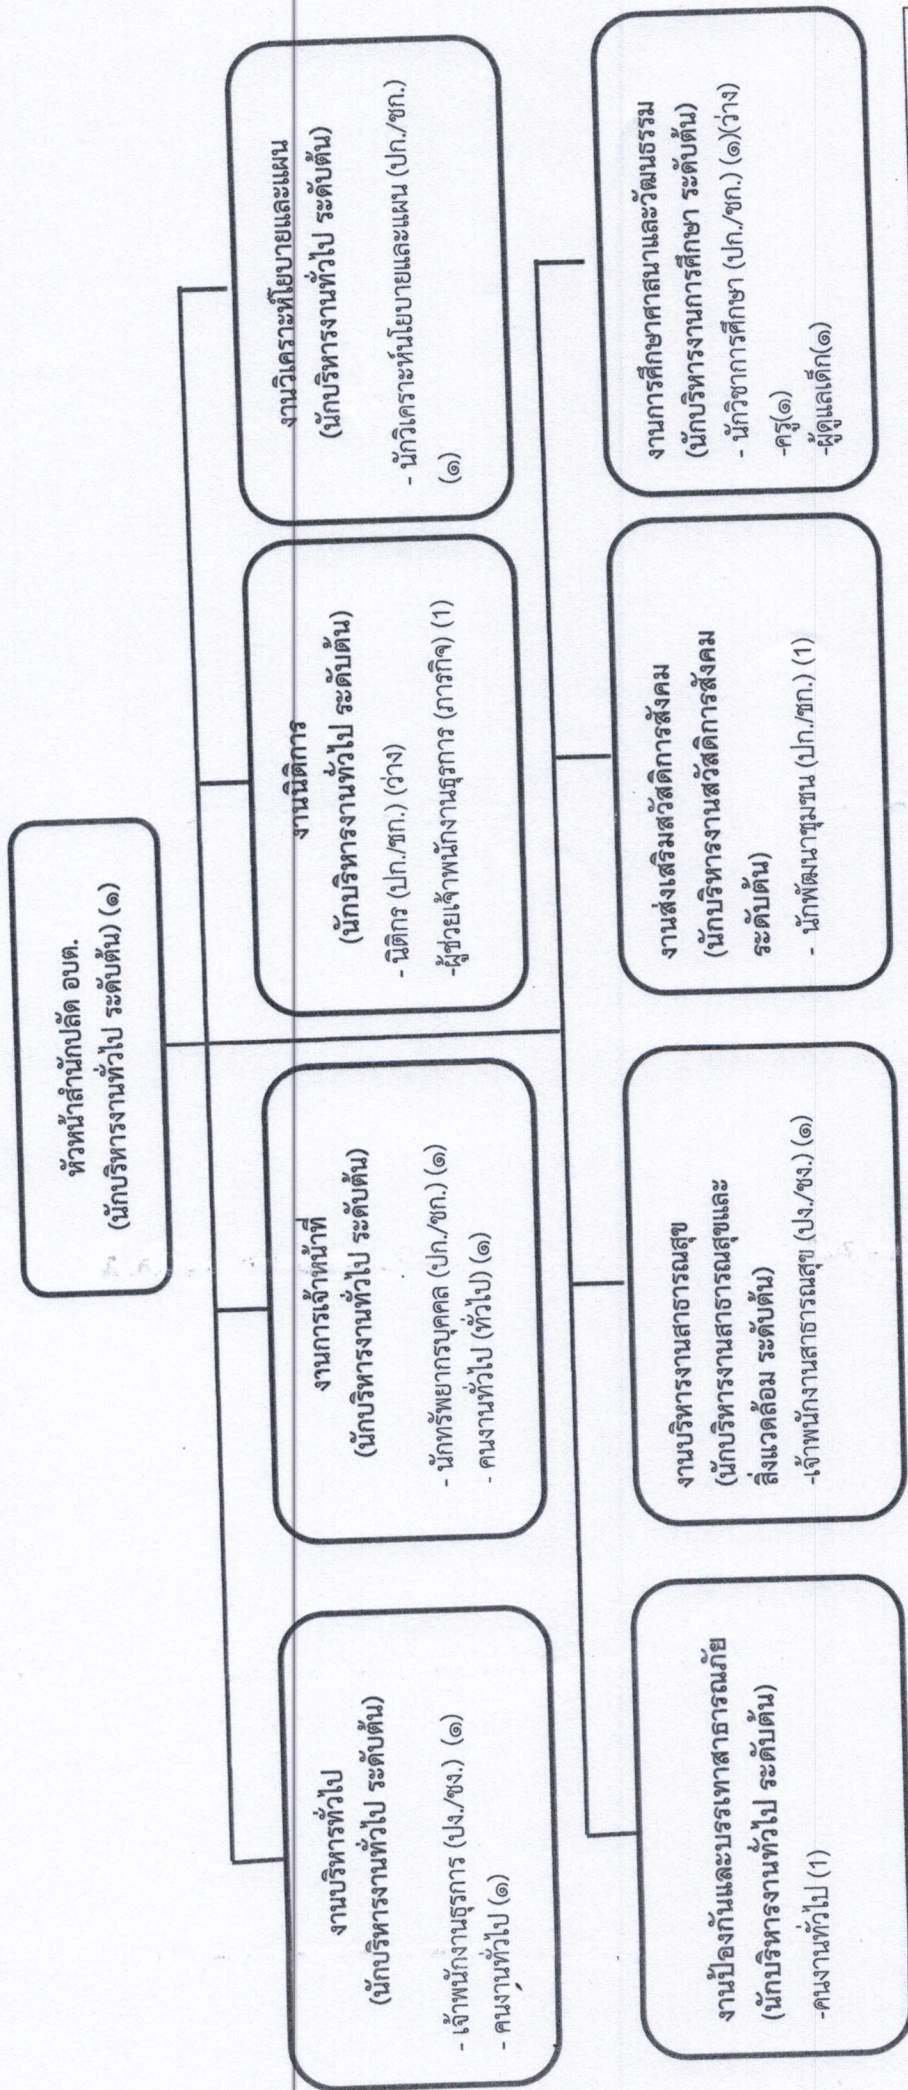 หัวหน้าสำนักปลัด อบต.
(นักบริหารงานทั่วไป ระดับต้น) (๑)
งานบริหารทั่วไป
(นักบริหารงานทั่วไป ระดับต้น)
- เจ้าพนักงานธุรการ (ปง./ชง.) (๑)
- คนงานทั่วไป (๑)
งานการเจ้าหน้าที่
(นักบริหารงานทั่วไป ระดับต้น)
- นักทรัพยากรบุคคล (ปก./ชก.) (๑)
- คนงานทั่วไป (ทั่วไป) (๑)
งานนิติการ
(นักบริหารงานทั่วไป ระดับต้น)
- นิติกร (ปก./ชก.) (ว่าง)
-ผู้ช่วยเจ้าพนักงานธุรการ (ภารกิจ) (1)
งานวิเคราะห์โยบายและแผน
(นักบริหารงานทั่วไป ระดับต้น)
- นักวิเคราะห์นโยบายและแผน (ปก./ชก.)
(๑)
งานป้องกันและบรรเทาสาธารณภัย
(นักบริหารงานทั่วไป ระดับต้น)
-คนงานทั่วไป (1)
งานบริหารงานสาธารณสุข
(นักบริหารงานสาธารณสุขและ
สิ่งแวดล้อม ระดับต้น)
-เจ้าพนักงานสาธารณสุข (ปง./ชง.) (๑)
งานส่งเสริมสวัสดิการสังคม
(นักบริหารงานสวัสดิการสังคม
ระดับต้น)
- นักพัฒนาชุมชน (ปก./ชก.) (1)
งานการศึกษาศาสนาและวัฒนธรรม
(นักบริหารงานการศึกษา ระดับต้น)
- นักวิชาการศึกษา (ปก./ชก.) (๑)(ว่าง)
-ครู(๑)
-ผู้ดูแลเด็ก(๑)